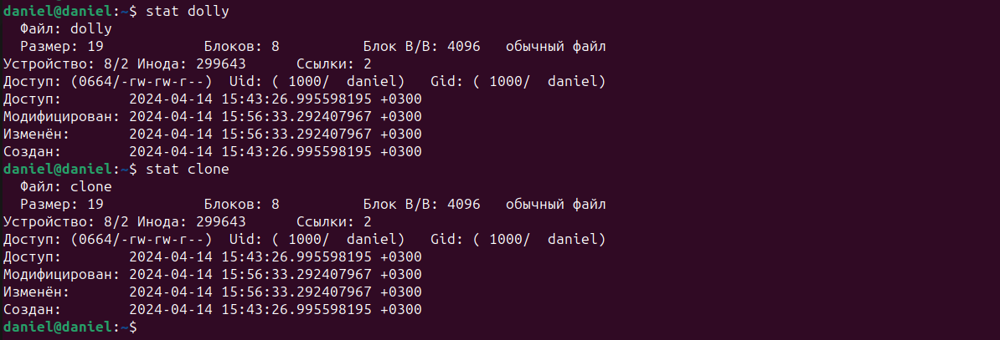 daniel@daniel:~$ stat dolly
  Файл: dolly
  Размер: 19            Блоков: 8          Блок В/В: 4096   обычный файл
Устройство: 8/2 Инода: 299643      Ссылки: 2
Доступ: (0664/-rw-rw-r--)  Uid: ( 1000/  daniel)   Gid: ( 1000/  daniel)
Доступ:        2024-04-14 15:43:26.995598195 +0300
Модифицирован: 2024-04-14 15:56:33.292407967 +0300
Изменён:       2024-04-14 15:56:33.292407967 +0300
Создан:        2024-04-14 15:43:26.995598195 +0300
daniel@daniel:~$ stat clone
  Файл: clone
  Размер: 19            Блоков: 8          Блок В/В: 4096   обычный файл
Устройство: 8/2 Инода: 299643      Ссылки: 2
Доступ: (0664/-rw-rw-r--)  Uid: ( 1000/  daniel)   Gid: ( 1000/  daniel)
Доступ:        2024-04-14 15:43:26.995598195 +0300
Модифицирован: 2024-04-14 15:56:33.292407967 +0300
Изменён:       2024-04-14 15:56:33.292407967 +0300
Создан:        2024-04-14 15:43:26.995598195 +0300
daniel@daniel:~$